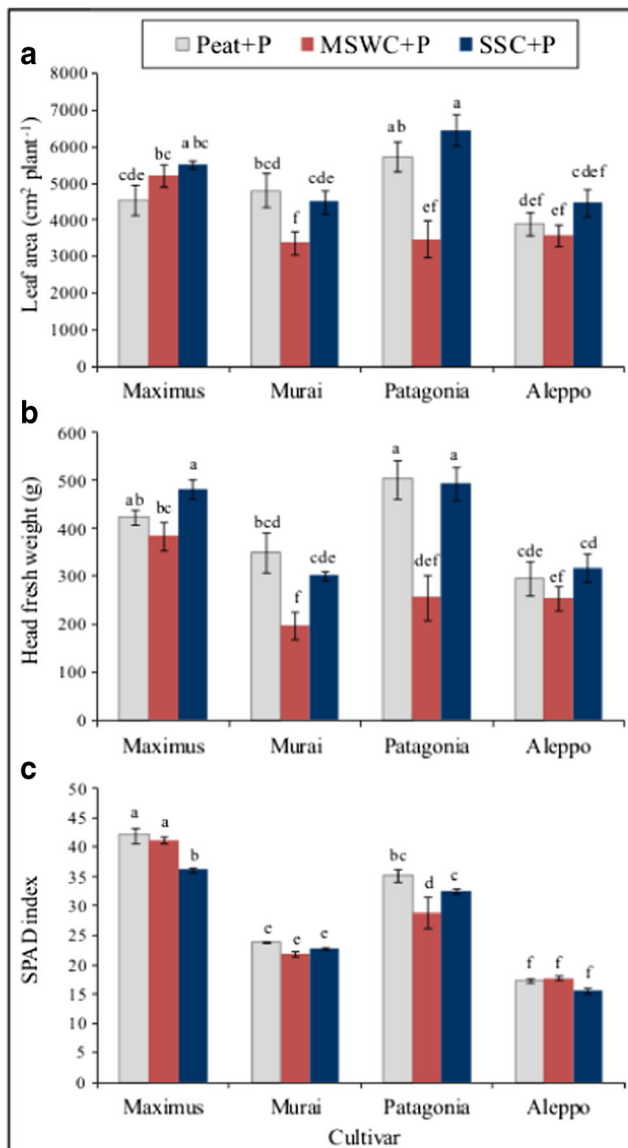 Peat+P MSWC+P SSC+P
a
8000
7000
6000
5000
4000
3000
2000
1000
0
Leaf area (cm² plant⁻¹)
cde bc abc bcd f cde ab ef a def ef cdef
Maximus Murai Patagonia Aleppo
b
600
500
400
300
200
100
0
Head fresh weight (g)
ab bc a bcd f cde a def a cde ef cd
Maximus Murai Patagonia Aleppo
c
50
45
40
35
30
25
20
15
10
5
0
SPAD index
a a b e e e bc d c f f f
Maximus Murai Patagonia Aleppo
Cultivar